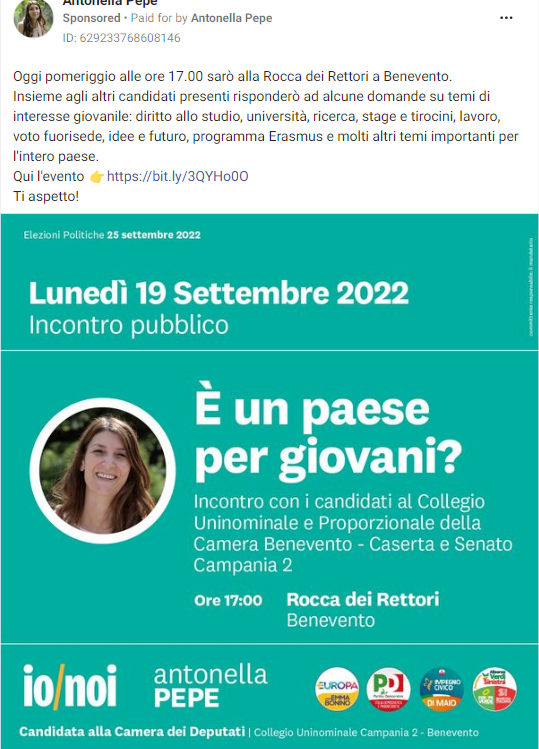 Antonella Pepe
Sponsored • Paid for by Antonella Pepe
ID: 629233768608146
Oggi pomeriggio alle ore 17.00 sarò alla Rocca dei Rettori a Benevento.
Insieme agli altri candidati presenti risponderò ad alcune domande su temi di
interesse giovanile: diritto allo studio, università, ricerca, stage e tirocini, lavoro,
voto fuorisede, idee e futuro, programma Erasmus e molti altri temi importanti per
l'intero paese.
Qui l'evento 👉 https://bit.ly/3QYHo0O
Ti aspetto!
Elezioni Politiche 25 settembre 2022
Lunedì 19 Settembre 2022
Incontro pubblico
È un paese
per giovani?
Incontro con i candidati al Collegio
Uninominale e Proporzionale della
Camera Benevento - Caserta e Senato
Campania 2
Ore 17:00 Rocca dei Rettori
Benevento
io/noi
antonella
PEPE
EUROPA
EMMA
BONINO
PD
Partito Democratico
IMPEGNO
CIVICO
DI MAIO
Alleanza
Verdi
Sinistra
SI
Candidata alla Camera dei Deputati | Collegio Uninominale Campania 2 - Benevento